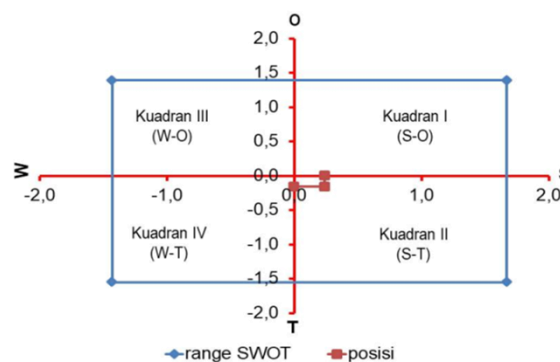 O
2,0
1,5
Kuadran III
(W-O)
1,0
Kuadran I
(S-O)
0,5
W
0,0
-2,0
-1,0
0,0
1,0
2,0
-0,5
Kuadran IV
(W-T)
-1,0
Kuadran II
(S-T)
-1,5
-2,0
T
range SWOT
posisi